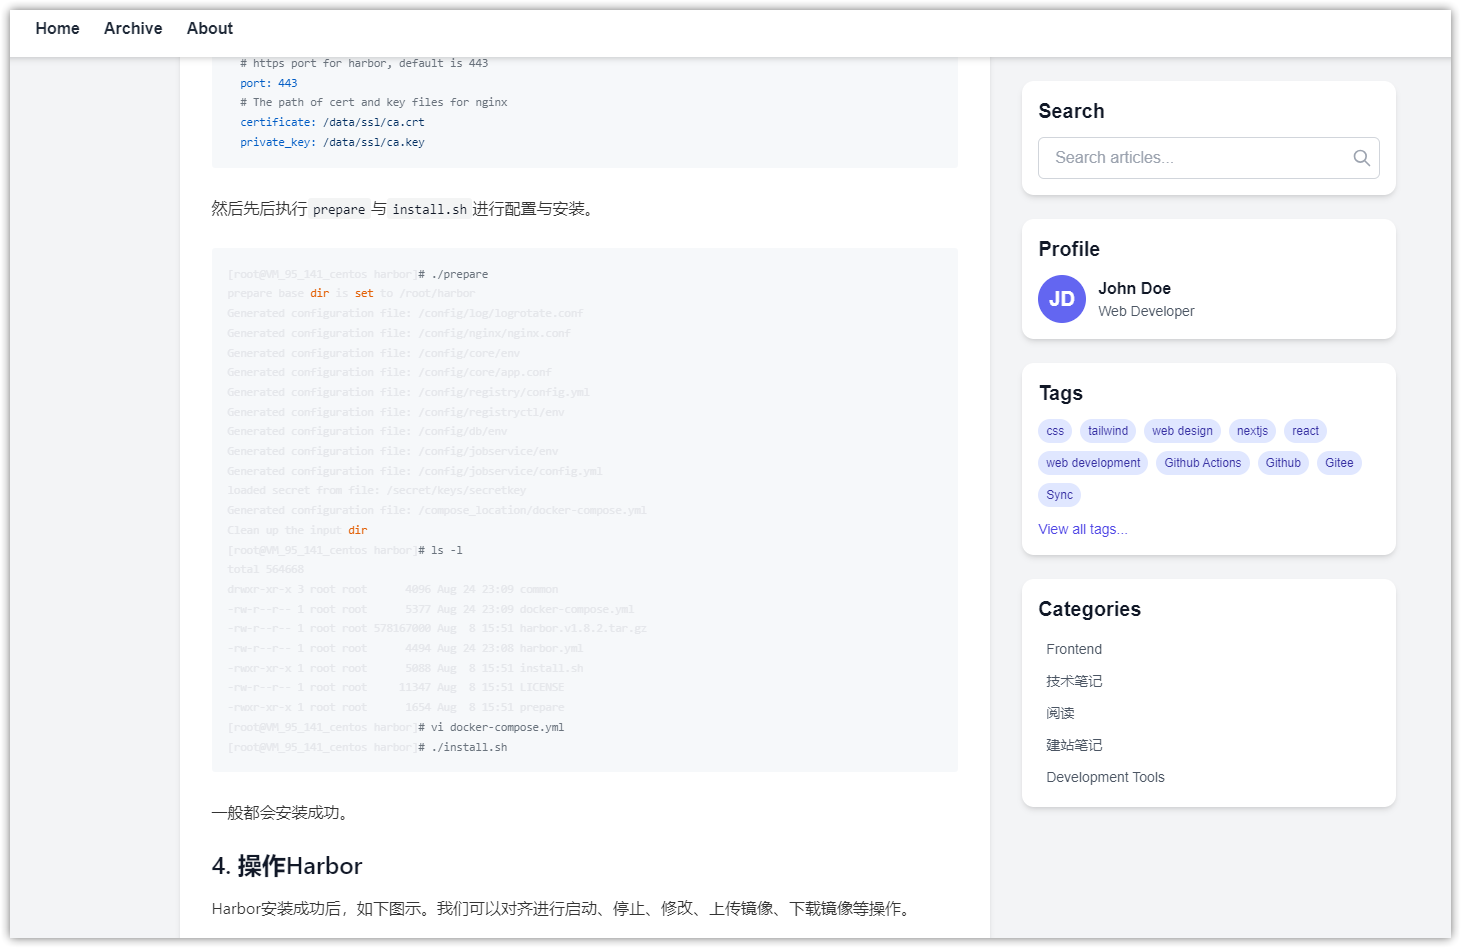 Home Archive About
# https port for harbor, default is 443
port: 443
# The path of cert and key files for nginx
certificate: /data/ssl/ca.crt
private_key: /data/ssl/ca.key
然后先后执行 prepare 与 install.sh 进行配置与安装。
[root@VM_95_141_centos harbor]# ./prepare
prepare base dir is set to /root/harbor
Generated configuration file: /config/log/logrotate.conf
Generated configuration file: /config/nginx/nginx.conf
Generated configuration file: /config/core/env
Generated configuration file: /config/core/app.conf
Generated configuration file: /config/registry/config.yml
Generated configuration file: /config/registryctl/env
Generated configuration file: /config/db/env
Generated configuration file: /config/jobservice/env
Generated configuration file: /config/jobservice/config.yml
loaded secret from file: /secret/keys/secretkey
Generated configuration file: /compose_location/docker-compose.yml
Clean up the input dir
[root@VM_95_141_centos harbor]# ls -l
total 564668
drwxr-xr-x 3 root root      4096 Aug 24 23:09 common
-rw-r--r-- 1 root root      5377 Aug 24 23:09 docker-compose.yml
-rw-r--r-- 1 root root 578167000 Aug  8 15:51 harbor.v1.8.2.tar.gz
-rw-r--r-- 1 root root      4494 Aug 24 23:08 harbor.yml
-rwxr-xr-x 1 root root      5088 Aug  8 15:51 install.sh
-rw-r--r-- 1 root root     11347 Aug  8 15:51 LICENSE
-rwxr-xr-x 1 root root      1654 Aug  8 15:51 prepare
[root@VM_95_141_centos harbor]# vi docker-compose.yml
[root@VM_95_141_centos harbor]# ./install.sh
一般都会安装成功。
4. 操作Harbor
Harbor安装成功后，如下图示。我们可以对齐进行启动、停止、修改、上传镜像、下载镜像等操作。
Search
Search articles...
Profile
JD
John Doe
Web Developer
Tags
css tailwind web design nextjs react
web development Github Actions Github Gitee
Sync
View all tags...
Categories
Frontend
技术笔记
阅读
建站笔记
Development Tools